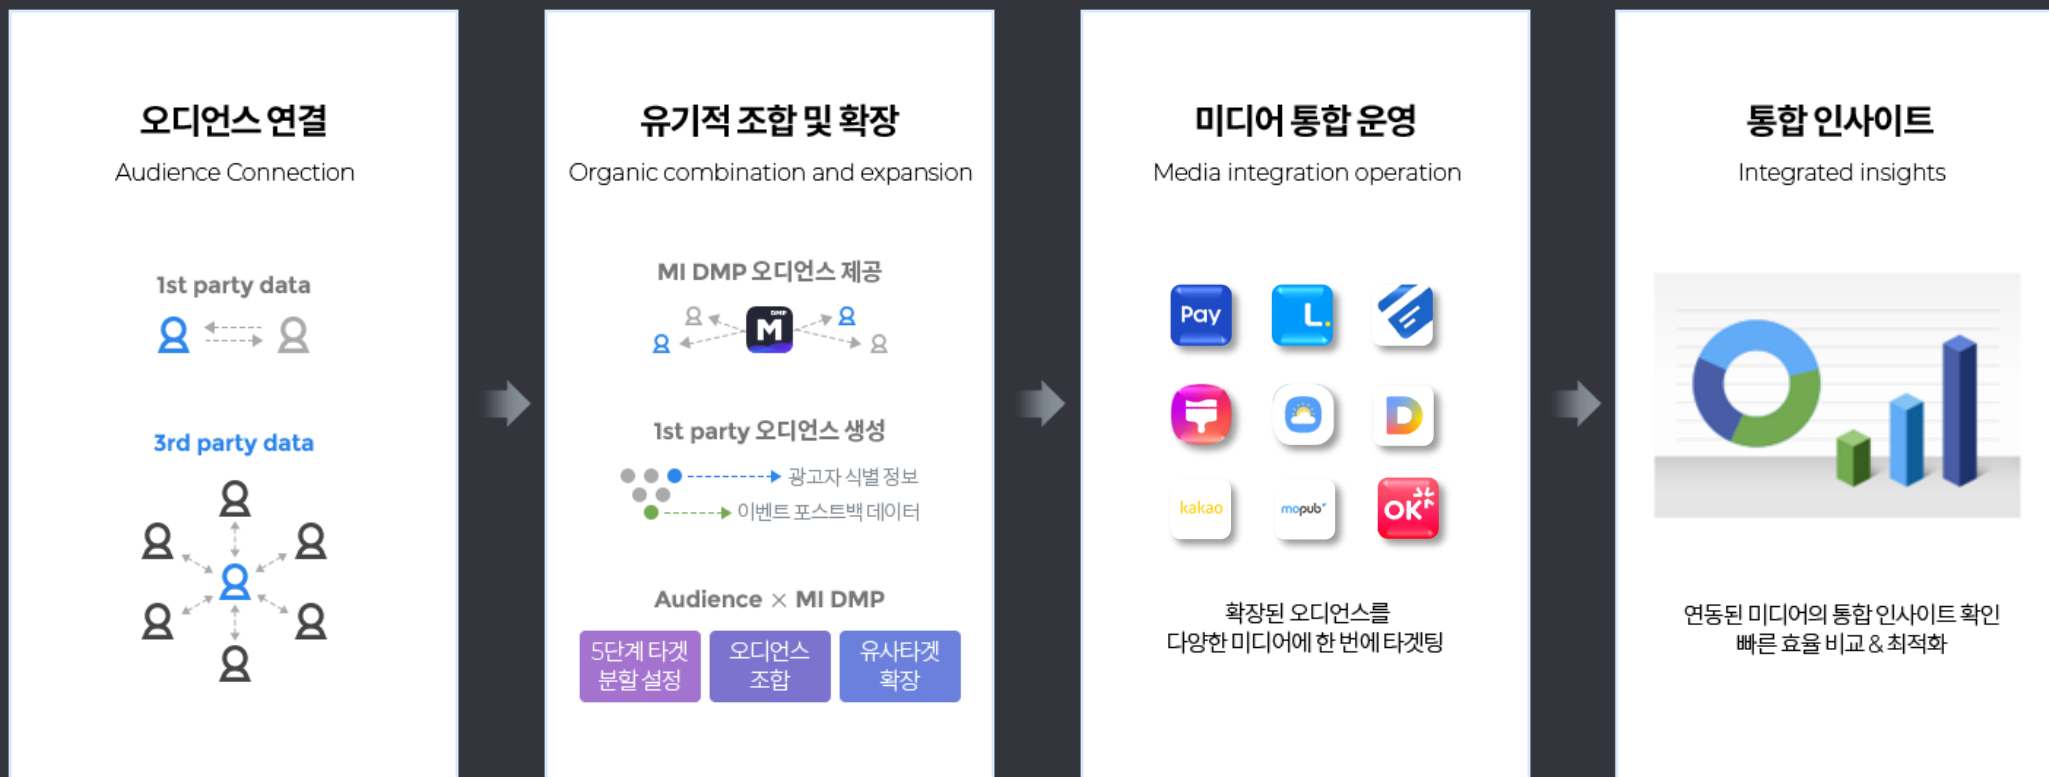 오디언스 연결
Audience Connection
1st party data
3rd party data
유기적 조합 및 확장
Organic combination and expansion
MI DMP 오디언스 제공
DMP
M
1st party 오디언스 생성
광고자 식별 정보
이벤트 포스트백 데이터
Audience × MI DMP
5단계 타겟
분할 설정
오디언스
조합
유사타겟
확장
미디어 통합 운영
Media integration operation
Pay
L.
D
kakao
mopub
OK
확장된 오디언스를
다양한 미디어에 한 번에 타겟팅
통합 인사이트
Integrated insights
연동된 미디어의 통합 인사이트 확인
빠른 효율 비교 & 최적화